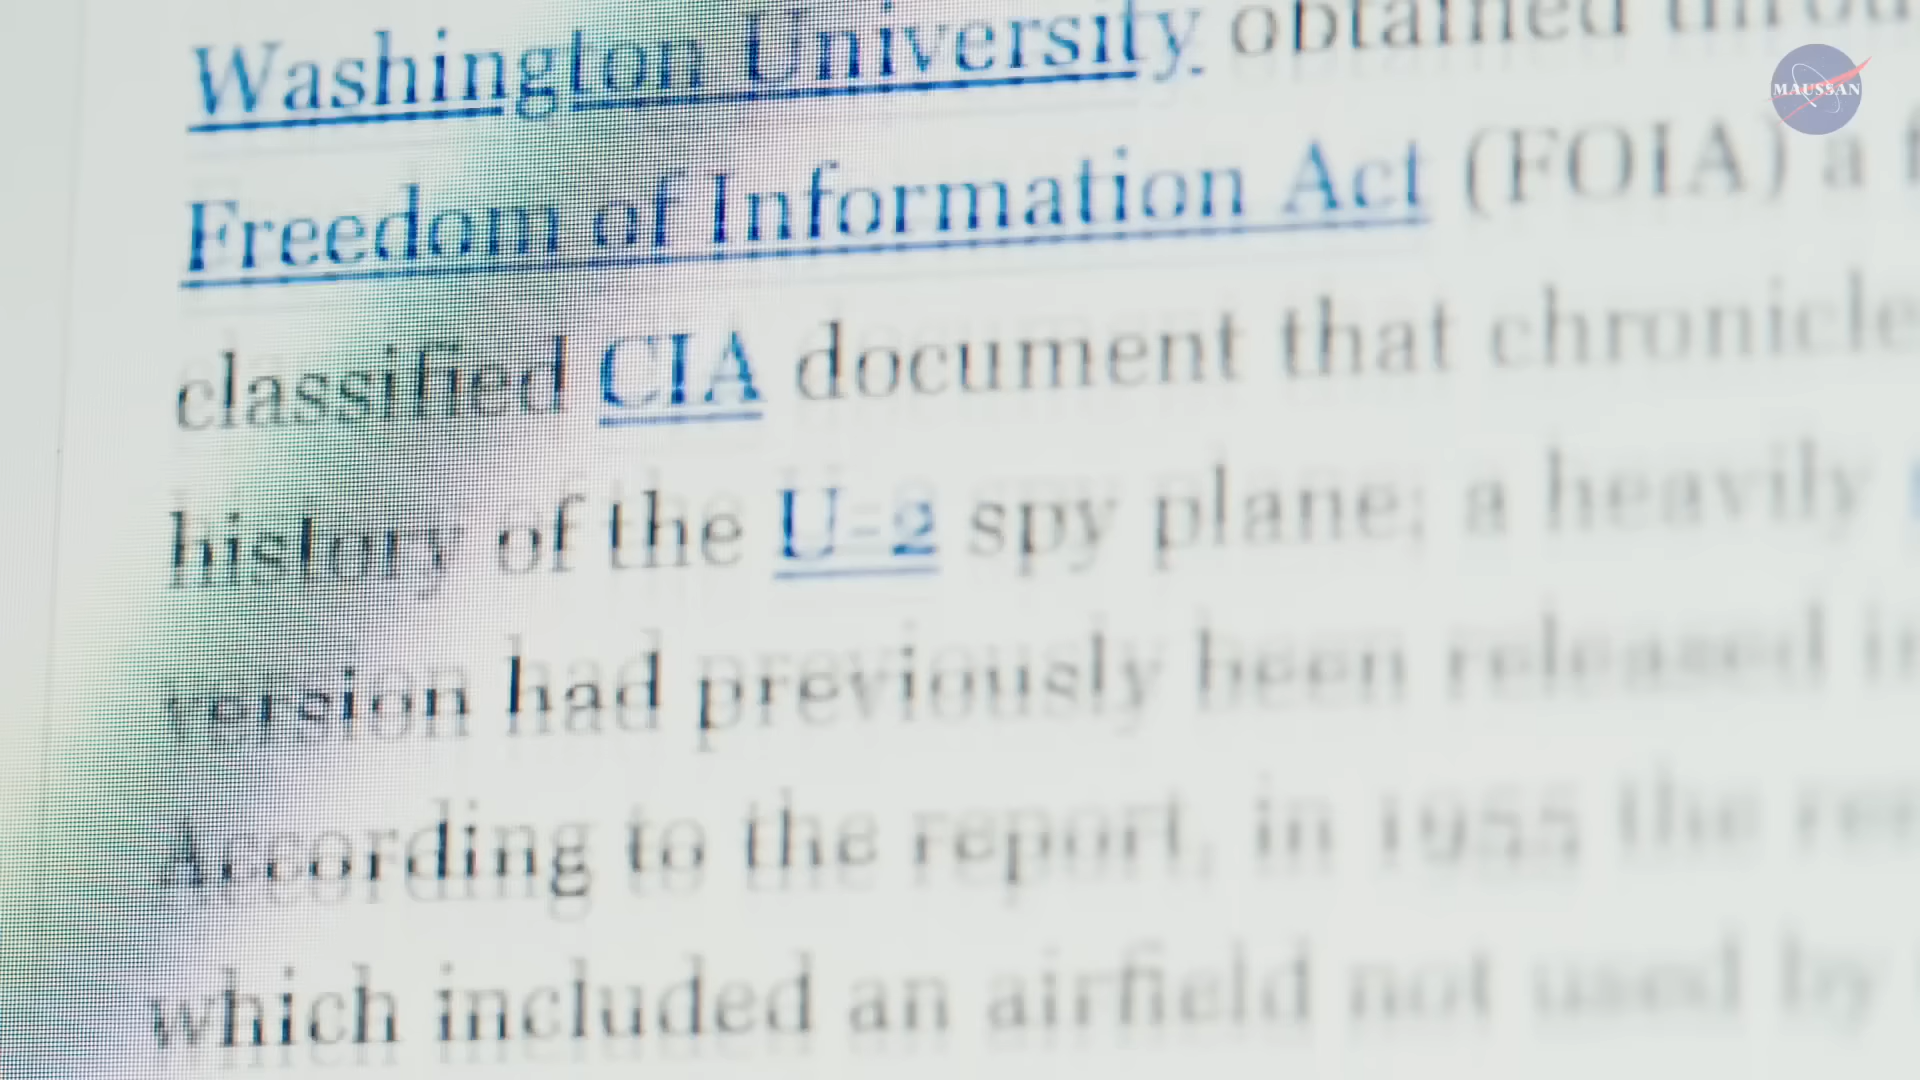 Washington University obtained
MAUSSAN
Freedom of Information Act (FOIA) a
classified CIA document that chronicle
history of the U-2 spy plane; a heavily
version had previously been released
According to the report, in 1955 the
which included an airfield not used by